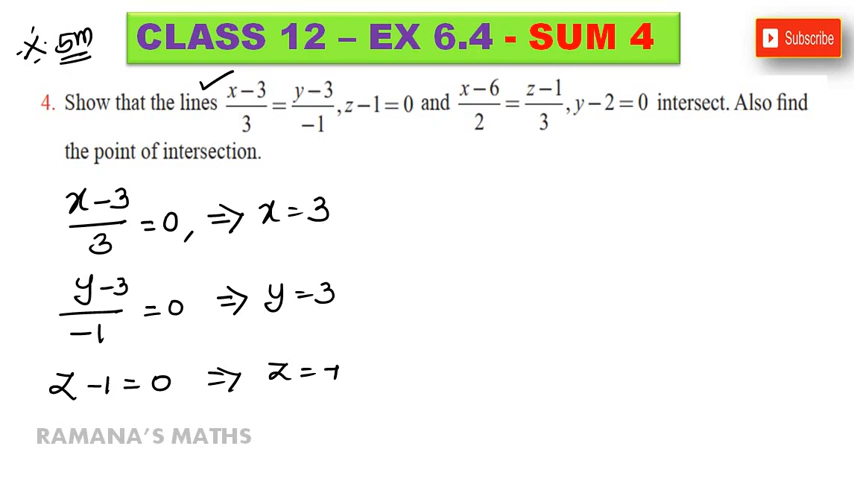 5m
CLASS 12 – EX 6.4 - SUM 4
Subscribe
4. Show that the lines (x−3)/3 = (y−3)/−1, z−1=0 and (x−6)/2 = (z−1)/3, y−2=0 intersect. Also find
the point of intersection.
(x−3)/3 = 0, ⇒ x = 3
(y−3)/−1 = 0 ⇒ y = 3
z−1 = 0 ⇒ z =
RAMANA'S MATHS